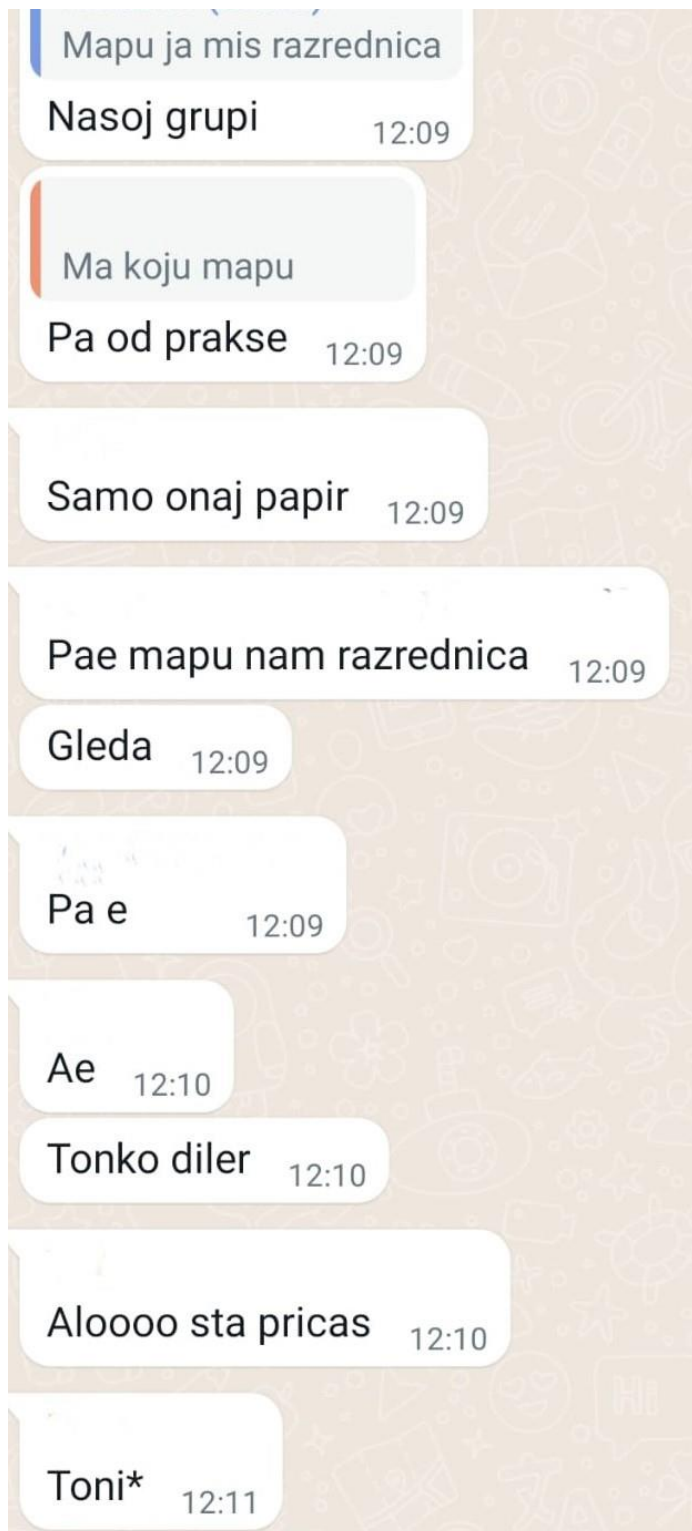 Mapu ja mis razrednica
Nasoj grupi 12:09
Ma koju mapu
Pa od prakse 12:09
Samo onaj papir 12:09
Pae mapu nam razrednica 12:09
Gleda 12:09
Pa e 12:09
Ae 12:10
Tonko diler 12:10
Aloooo sta pricas 12:10
Toni* 12:11